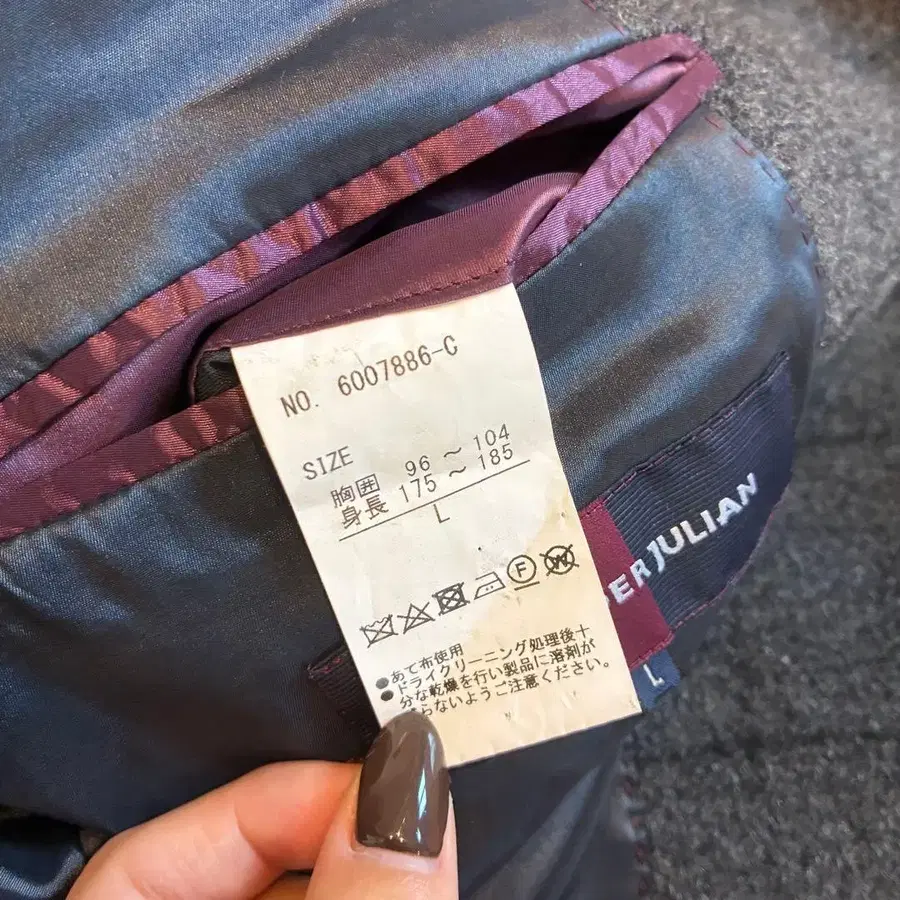 NO. 6007886-C
SIZE
胸囲 96 ～ 104
身長 175 ～ 185
L
F
W
●あて布使用
●ドライクリーニング処理後十
分な乾燥を行い製品に溶剤が
らないようご注意ください。
JULIAN
L